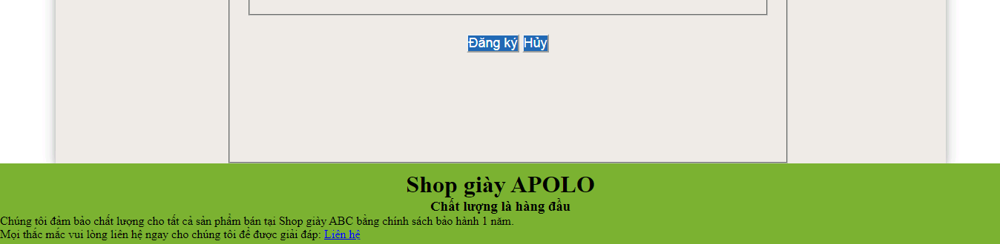 Đăng ký Hủy
Shop giày APOLO
Chất lượng là hàng đầu
Chúng tôi đảm bảo chất lượng cho tất cả sản phẩm bán tại Shop giày ABC bằng chính sách bảo hành 1 năm.
Mọi thắc mắc vui lòng liên hệ ngay cho chúng tôi để được giải đáp: Liên hệ